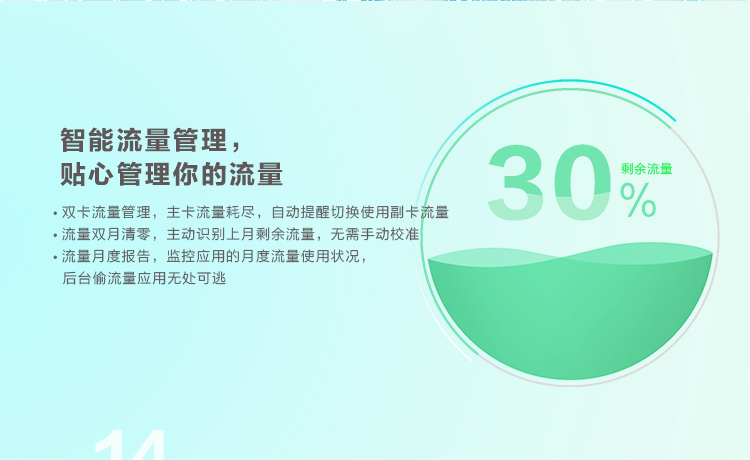 智能流量管理，
贴心管理你的流量
• 双卡流量管理，主卡流量耗尽，自动提醒切换使用副卡流量
• 流量双月清零，主动识别上月剩余流量，无需手动校准
• 流量月度报告，监控应用的月度流量使用状况，
后台偷流量应用无处可逃
30%
剩余流量
14